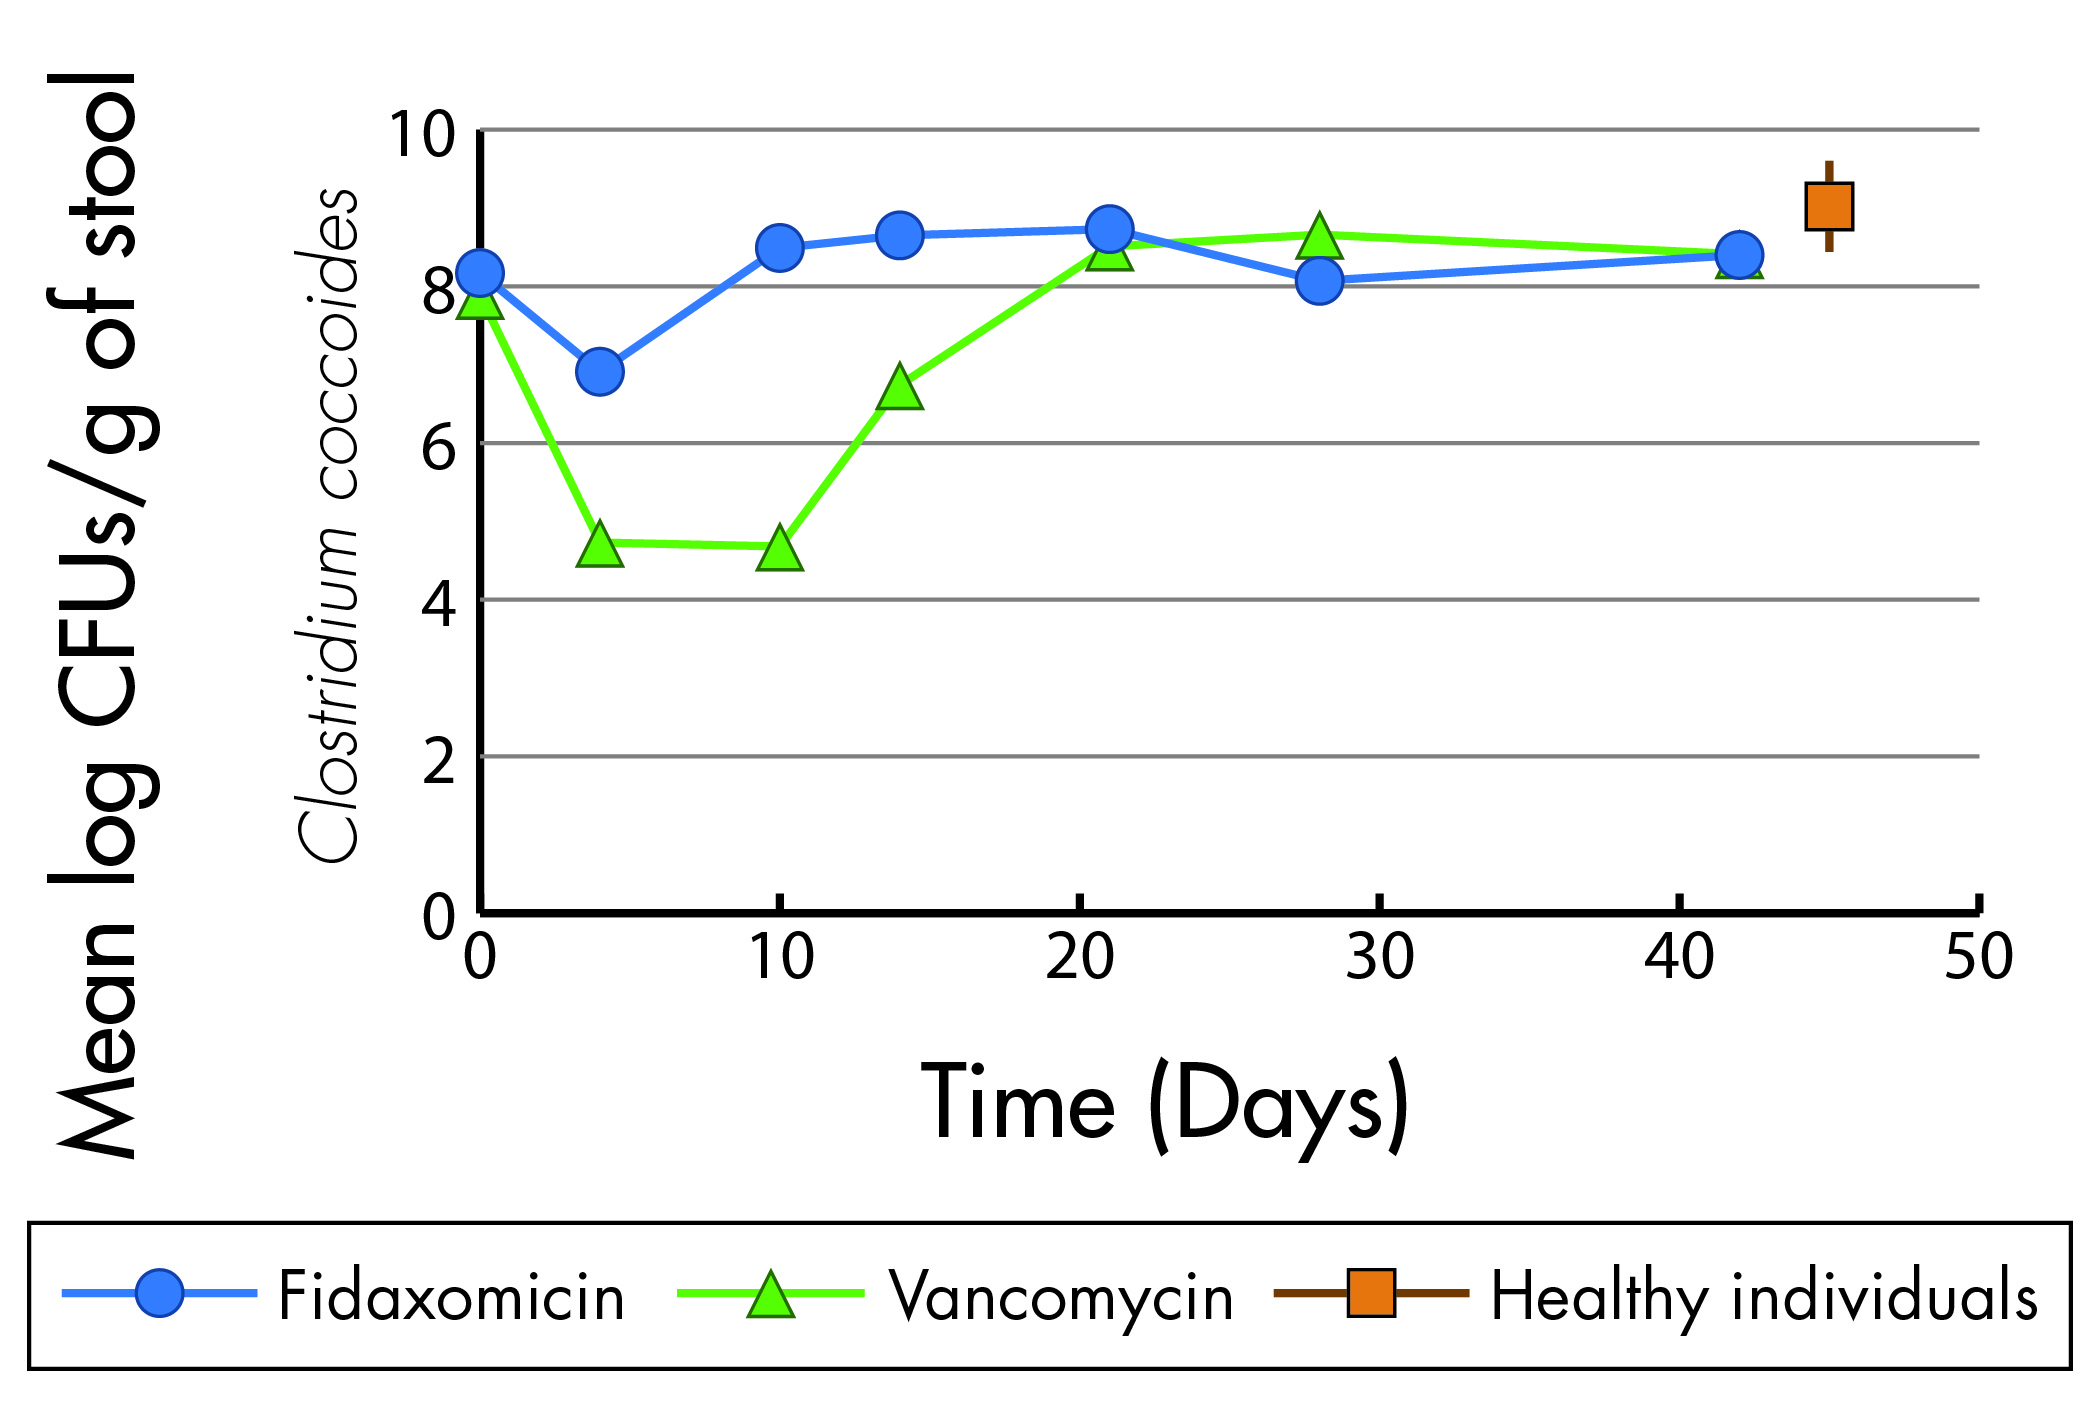 Mean log CFUs/g of stool
Clostridium coccoides
10
8
6
4
2
0
0 10 20 30 40 50
Time (Days)
Fidaxomicin Vancomycin Healthy individuals